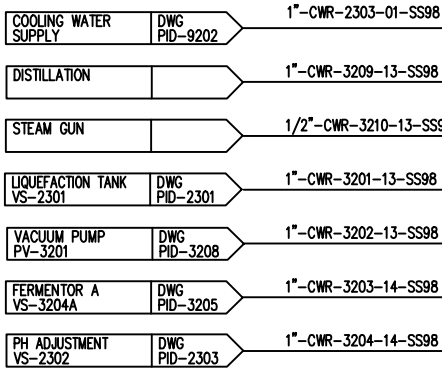 COOLING WATER SUPPLY
DWG PID-9202
1"-CWR-2303-01-SS98
DISTILLATION
1"-CWR-3209-13-SS98
STEAM GUN
1/2"-CWR-3210-13-SS9
LIQUEFACTION TANK
VS-2301
DWG
PID-2301
1"-CWR-3201-13-SS98
VACUUM PUMP
PV-3201
DWG
PID-3208
1"-CWR-3202-13-SS98
FERMENTOR A
VS-3204A
DWG
PID-3205
1"-CWR-3203-14-SS98
PH ADJUSTMENT
VS-2302
DWG
PID-2303
1"-CWR-3204-14-SS98